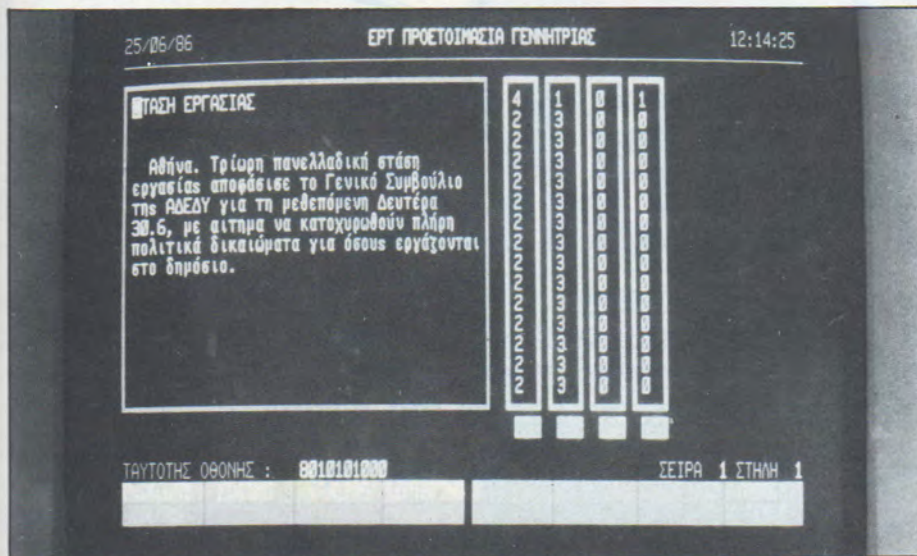 25/06/86 ΕΡΤ ΠΡΟΕΤΟΙΜΑΣΙΑ ΓΕΝΝΗΤΡΙΑΣ 12:14:25
ΣΤΑΣΗ ΕΡΓΑΣΙΑΣ
Αθήνα. Τρίωρη πανελλαδική στάση
εργασίας αποφάσισε το Γενικό Συμβούλιο
της ΑΔΕΔΥ για τη μεθεπόμενη Δευτέρα
30.6, με αιτημα να κατοχυρωθούν πλήρη
πολιτικά δικαιώματα για όσους εργάζονται
στο δημόσιο.
4 1 0 1
2 3 0 0
2 3 0 0
2 3 0 0
2 3 0 0
2 3 0 0
2 3 0 0
2 3 0 0
2 3 0 0
2 3 0 0
2 3 0 0
2 3 0 0
2 3 0 0
2 3 0 0
2 3 0 0
ΤΑΥΤΟΤΗΣ ΟΘΟΝΗΣ : 8010101000 ΣΕΙΡΑ 1 ΣΤΗΛΗ 1